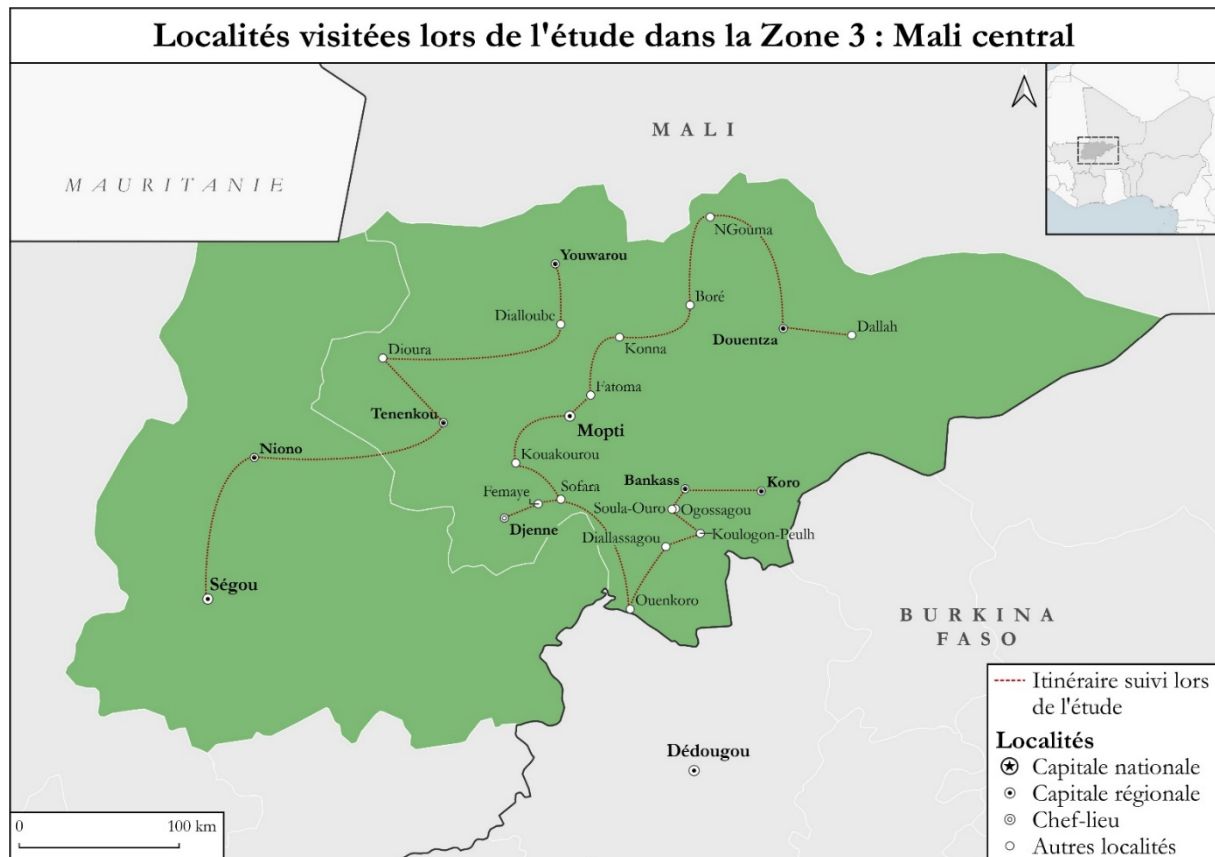 Localités visitées lors de l'étude dans la Zone 3 : Mali central
MALI
MAURITANIE
NGouma
Youwarou
Boré
Dialloubc
Douentza
Dallah
Konna
Dioura
Fatoma
Tenenkou
Mopti
Niono
Kouakourou
Bankass
Koro
Femaye
Sofara
Soula-Ouro
Ogossagou
Djenne
Koulogon-Peulh
Diallassagou
Ségou
Ouenkoro
BURKINA
FASO
Dédougou
Itinéraire suivi lors
de l'étude
Localités
Capitale nationale
Capitale régionale
Chef-lieu
Autres localités
0 100 km